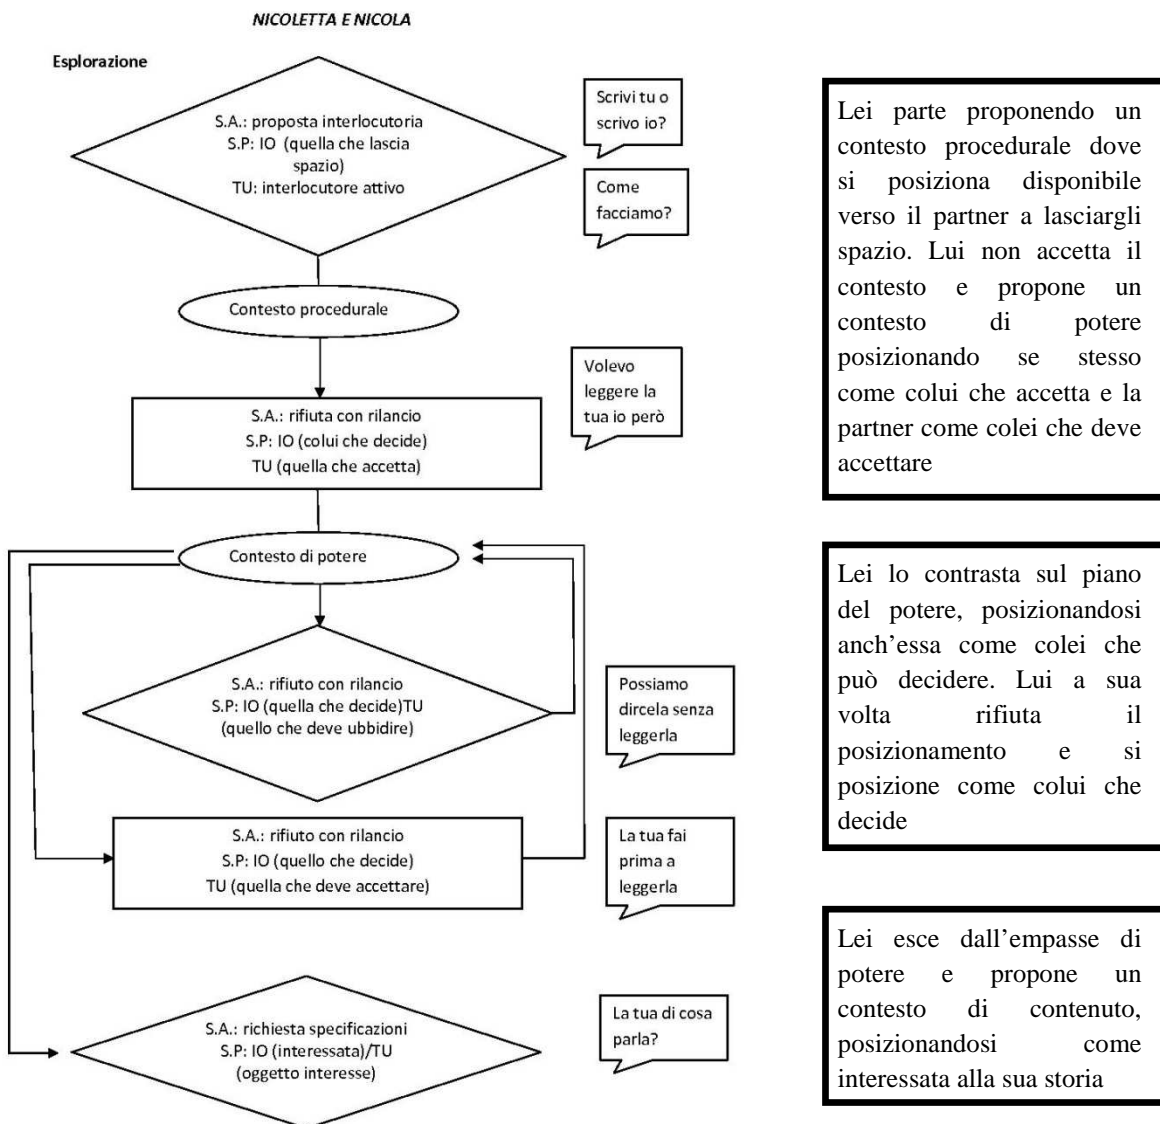 NICOLETTA E NICOLA
Esplorazione
S.A.: proposta interlocutoria
S.P: IO (quella che lascia
spazio)
TU: interlocutore attivo
Scrivi tu o
scrivo io?
Come
facciamo?
Lei parte proponendo un
contesto procedurale dove
si posiziona disponibile
verso il partner a lasciargli
spazio. Lui non accetta il
contesto e propone un
contesto di potere
posizionando se stesso
come colui che accetta e la
partner come colei che deve
accettare
Contesto procedurale
Volevo
leggere la
tua io però
S.A.: rifiuta con rilancio
S.P: IO (colui che decide)
TU (quella che accetta)
Contesto di potere
S.A.: rifiuto con rilancio
S.P: IO (quella che decide)TU
(quello che deve ubbidire)
Possiamo
dircela senza
leggerla
Lei lo contrasta sul piano
del potere, posizionandosi
anch’essa come colei che
può decidere. Lui a sua
volta rifiuta il
posizionamento e si
posizione come colui che
decide
S.A.: rifiuto con rilancio
S.P: IO (quello che decide)
TU (quella che deve accettare)
La tua fai
prima a
leggerla
S.A.: richiesta specificazioni
S.P: IO (interessata)/TU
(oggetto interesse)
La tua di cosa
parla?
Lei esce dall’empasse di
potere e propone un
contesto di contenuto,
posizionandosi come
interessata alla sua storia